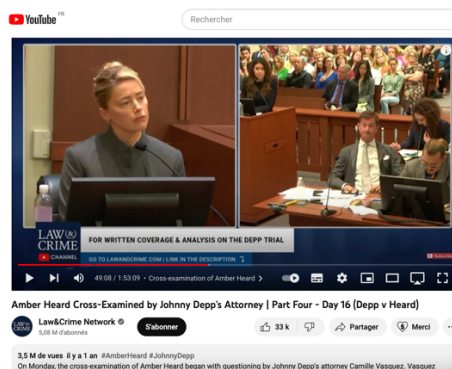 YouTube FR
Rechercher
LAW&
CRIME
CHANNEL
FOR WRITTEN COVERAGE & ANALYSIS ON THE DEPP TRIAL
GO TO LAWANDCRIME.COM | LINK IN THE DESCRIPTION
49:08 / 1:53:09 • Cross-examination of Amber Heard >
Amber Heard Cross-Examined by Johnny Depp's Attorney | Part Four - Day 16 (Depp v Heard)
Law&Crime Network
5,08 M d'abonnés
S'abonner
33 k
Partager
Merci
3,5 M de vues il y a 1 an #AmberHeard #JohnnyDepp
On Monday, the cross-examination of Amber Heard began with questioning by Johnny Depp's attorney Camille Vasquez. Vasquez